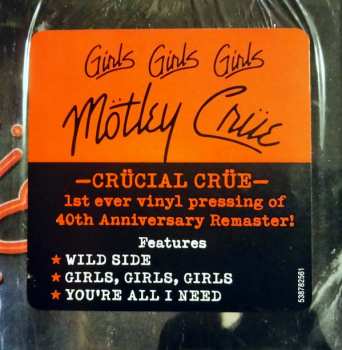 Girls Girls Girls
Mötley Crüe
—CRÜCIAL CRÜE—
1st ever vinyl pressing of
40th Anniversary Remaster!
Features
★ WILD SIDE
★ GIRLS, GIRLS, GIRLS
★ YOU'RE ALL I NEED
538782561